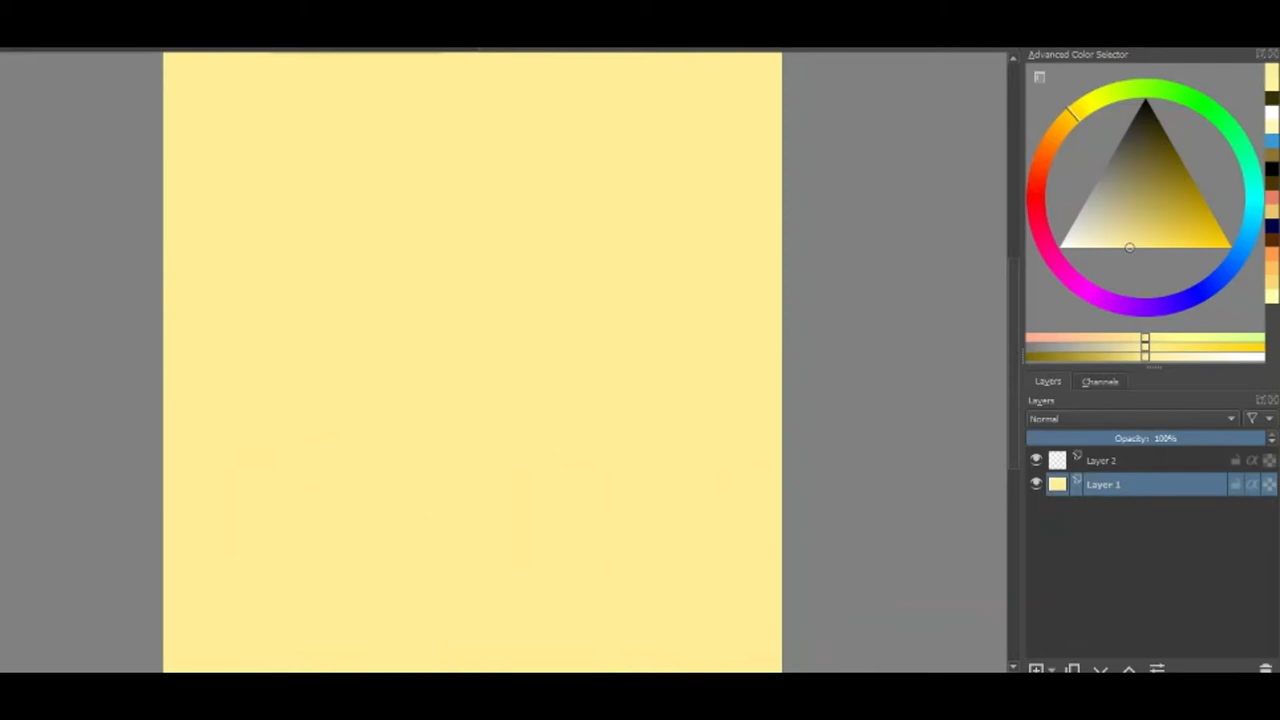 Advanced Color Selector
Layers Channels
Layers
Normal
Opacity: 100%
Layer 2
Layer 1